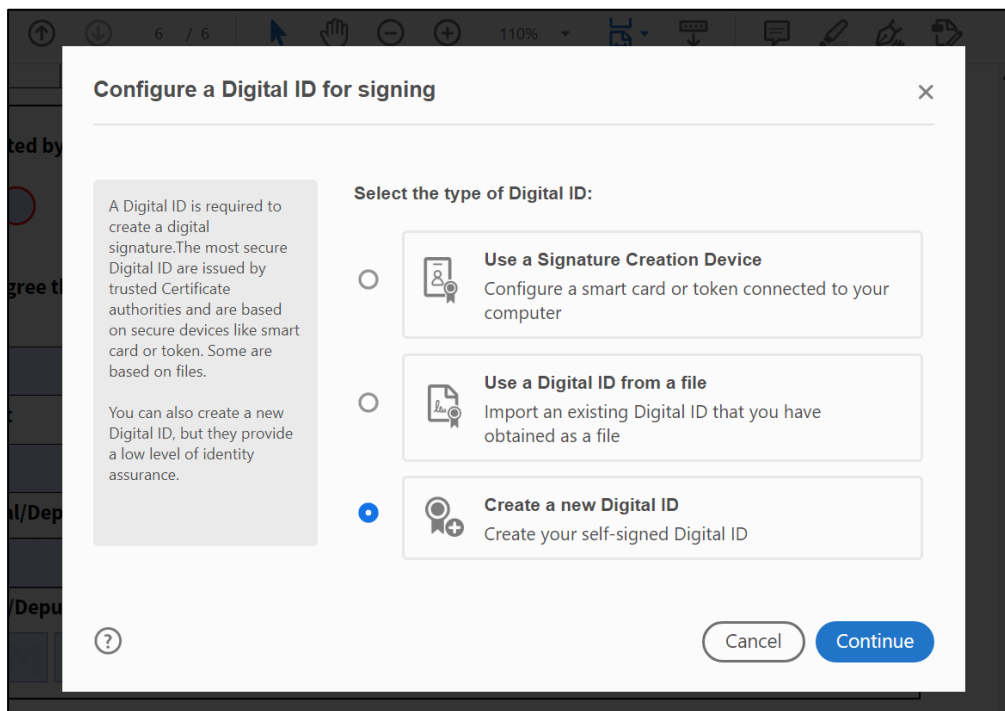 6 / 6
110%
Configure a Digital ID for signing
ted by
gree t
l/Dep
/Depu
A Digital ID is required to
create a digital
signature.The most secure
Digital ID are issued by
trusted Certificate
authorities and are based
on secure devices like smart
card or token. Some are
based on files.
You can also create a new
Digital ID, but they provide
a low level of identity
assurance.
Select the type of Digital ID:
Use a Signature Creation Device
Configure a smart card or token connected to your
computer
Use a Digital ID from a file
Import an existing Digital ID that you have
obtained as a file
Create a new Digital ID
Create your self-signed Digital ID
?
Cancel
Continue